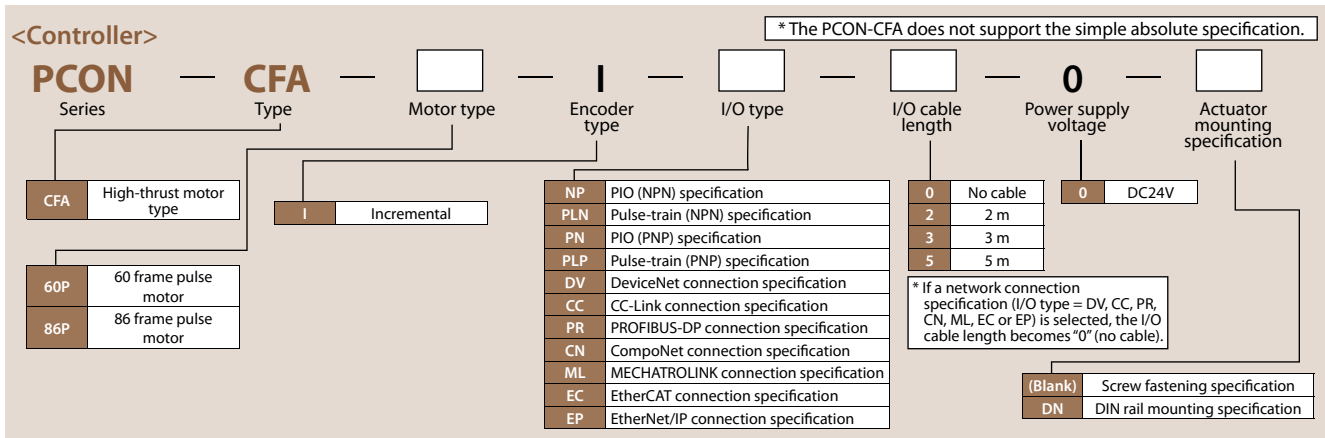 * The PCON-CFA does not support the simple absolute specification.
<Controller>
PCON — CFA — — I — — — 0 —
Series Type Motor type Encoder type I/O type I/O cable length Power supply voltage Actuator mounting specification
CFA High-thrust motor type
60P 60 frame pulse motor
86P 86 frame pulse motor
I Incremental
NP PIO (NPN) specification
PLN Pulse-train (NPN) specification
PN PIO (PNP) specification
PLP Pulse-train (PNP) specification
DV DeviceNet connection specification
CC CC-Link connection specification
PR PROFIBUS-DP connection specification
CN CompoNet connection specification
ML MECHATROLINK connection specification
EC EtherCAT connection specification
EP EtherNet/IP connection specification
0 No cable
2 2 m
3 3 m
5 5 m
* If a network connection
specification (I/O type = DV, CC, PR,
CN, ML, EC or EP) is selected, the I/O
cable length becomes “0” (no cable).
0 DC24V
(Blank) Screw fastening specification
DN DIN rail mounting specification